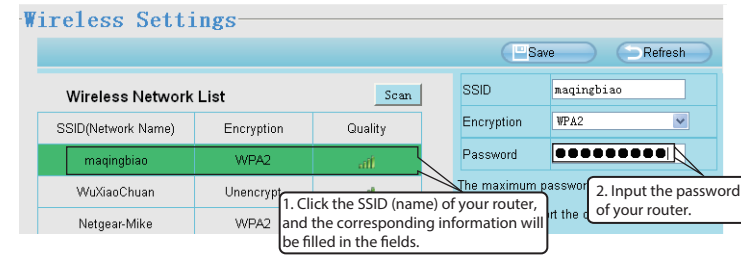 Wireless Settings
Save Refresh
Wireless Network List Scan
SSID maqingbiao
SSID(Network Name) Encryption Quality
Encryption WPA2
maqingbiao WPA2
Password
WuXiaoChuan Unencrypt
The maximum passwor
Netgear-Mike WPA2
rt the
1. Click the SSID (name) of your router,
and the corresponding information will
be filled in the fields.
2. Input the password
of your router.